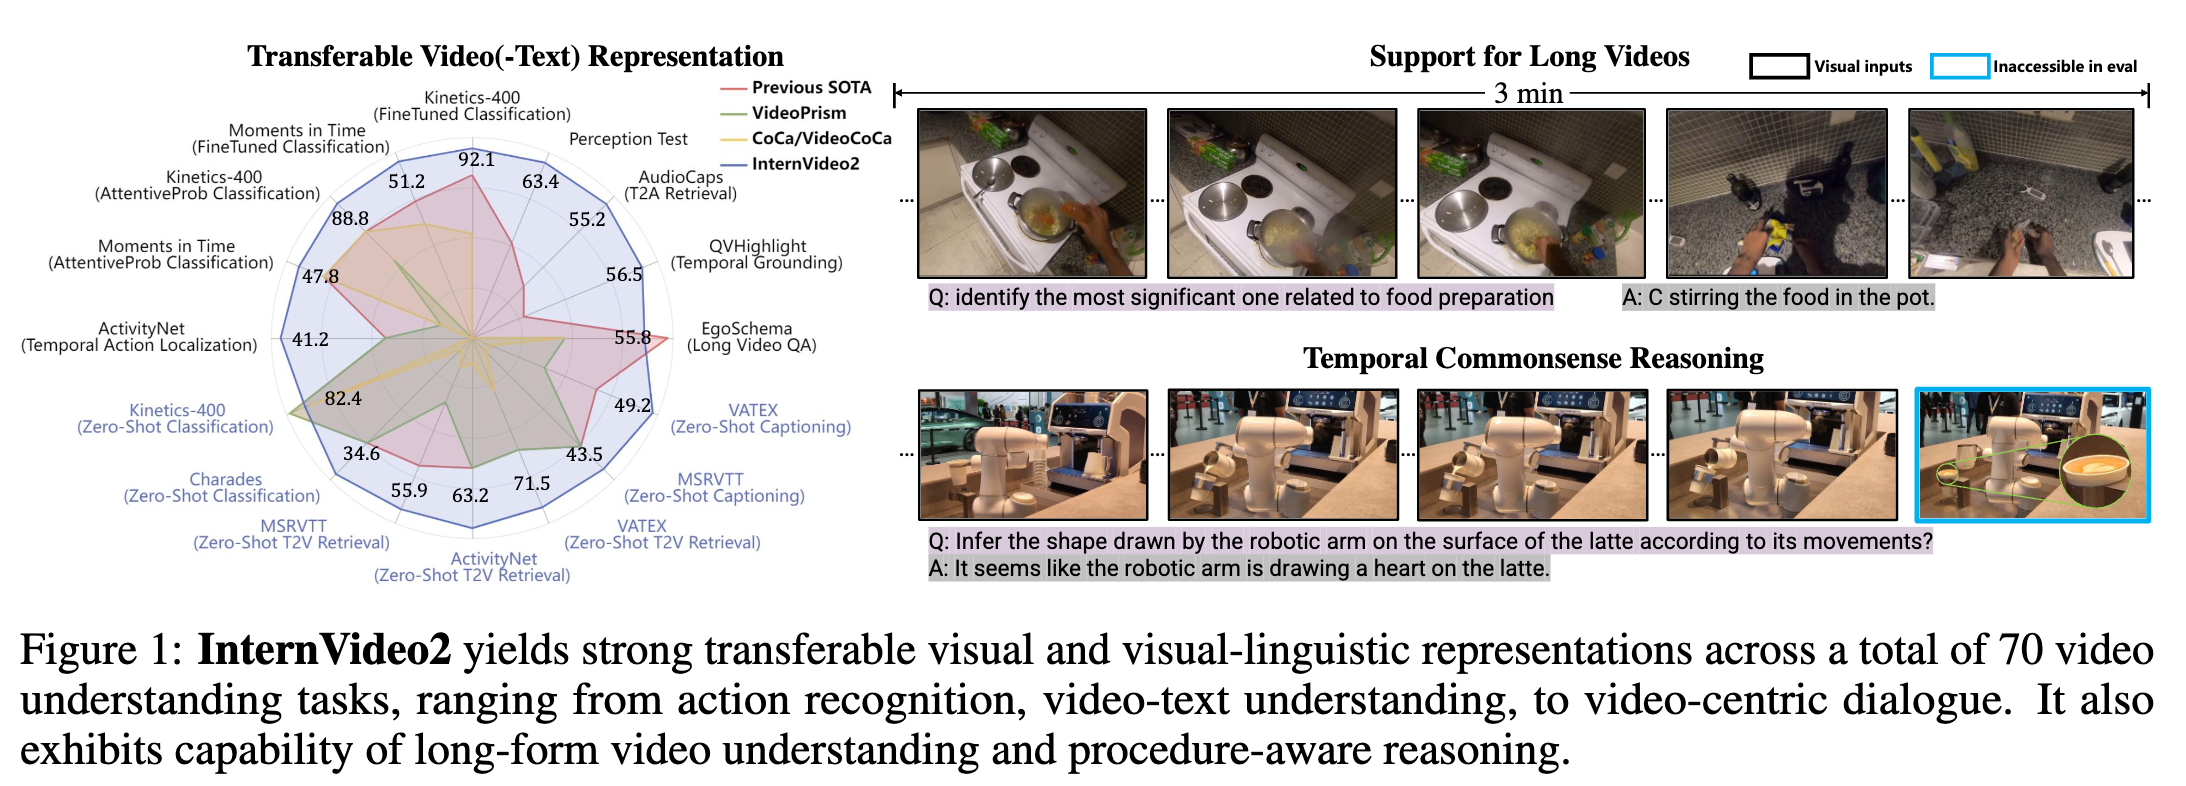 Transferable Video(-Text) Representation
Previous SOTA
VideoPrism
CoCa/VideoCoCa
InternVideo2
Kinetics-400
(FineTuned Classification)
Perception Test
AudioCaps
(T2A Retrieval)
QVHighlight
(Temporal Grounding)
EgoSchema
(Long Video QA)
VATEX
(Zero-Shot Captioning)
MSRVTT
(Zero-Shot Captioning)
VATEX
(Zero-Shot T2V Retrieval)
ActivityNet
(Zero-Shot T2V Retrieval)
MSRVTT
(Zero-Shot T2V Retrieval)
Charades
(Zero-Shot Classification)
Kinetics-400
(Zero-Shot Classification)
ActivityNet
(Temporal Action Localization)
Moments in Time
(AttentiveProb Classification)
Kinetics-400
(AttentiveProb Classification)
Moments in Time
(FineTuned Classification)
92.1
63.4
55.2
56.5
55.8
49.2
43.5
71.5
63.2
55.9
34.6
82.4
41.2
47.8
88.8
51.2
Support for Long Videos
Visual inputs
Inaccessible in eval
3 min
... ... ... ... ... ...
Q: identify the most significant one related to food preparation
A: C stirring the food in the pot.
Temporal Commonsense Reasoning
... ... ... ...
Q: Infer the shape drawn by the robotic arm on the surface of the latte according to its movements?
A: It seems like the robotic arm is drawing a heart on the latte.
Figure 1: InternVideo2 yields strong transferable visual and visual-linguistic representations across a total of 70 video
understanding tasks, ranging from action recognition, video-text understanding, to video-centric dialogue. It also
exhibits capability of long-form video understanding and procedure-aware reasoning.